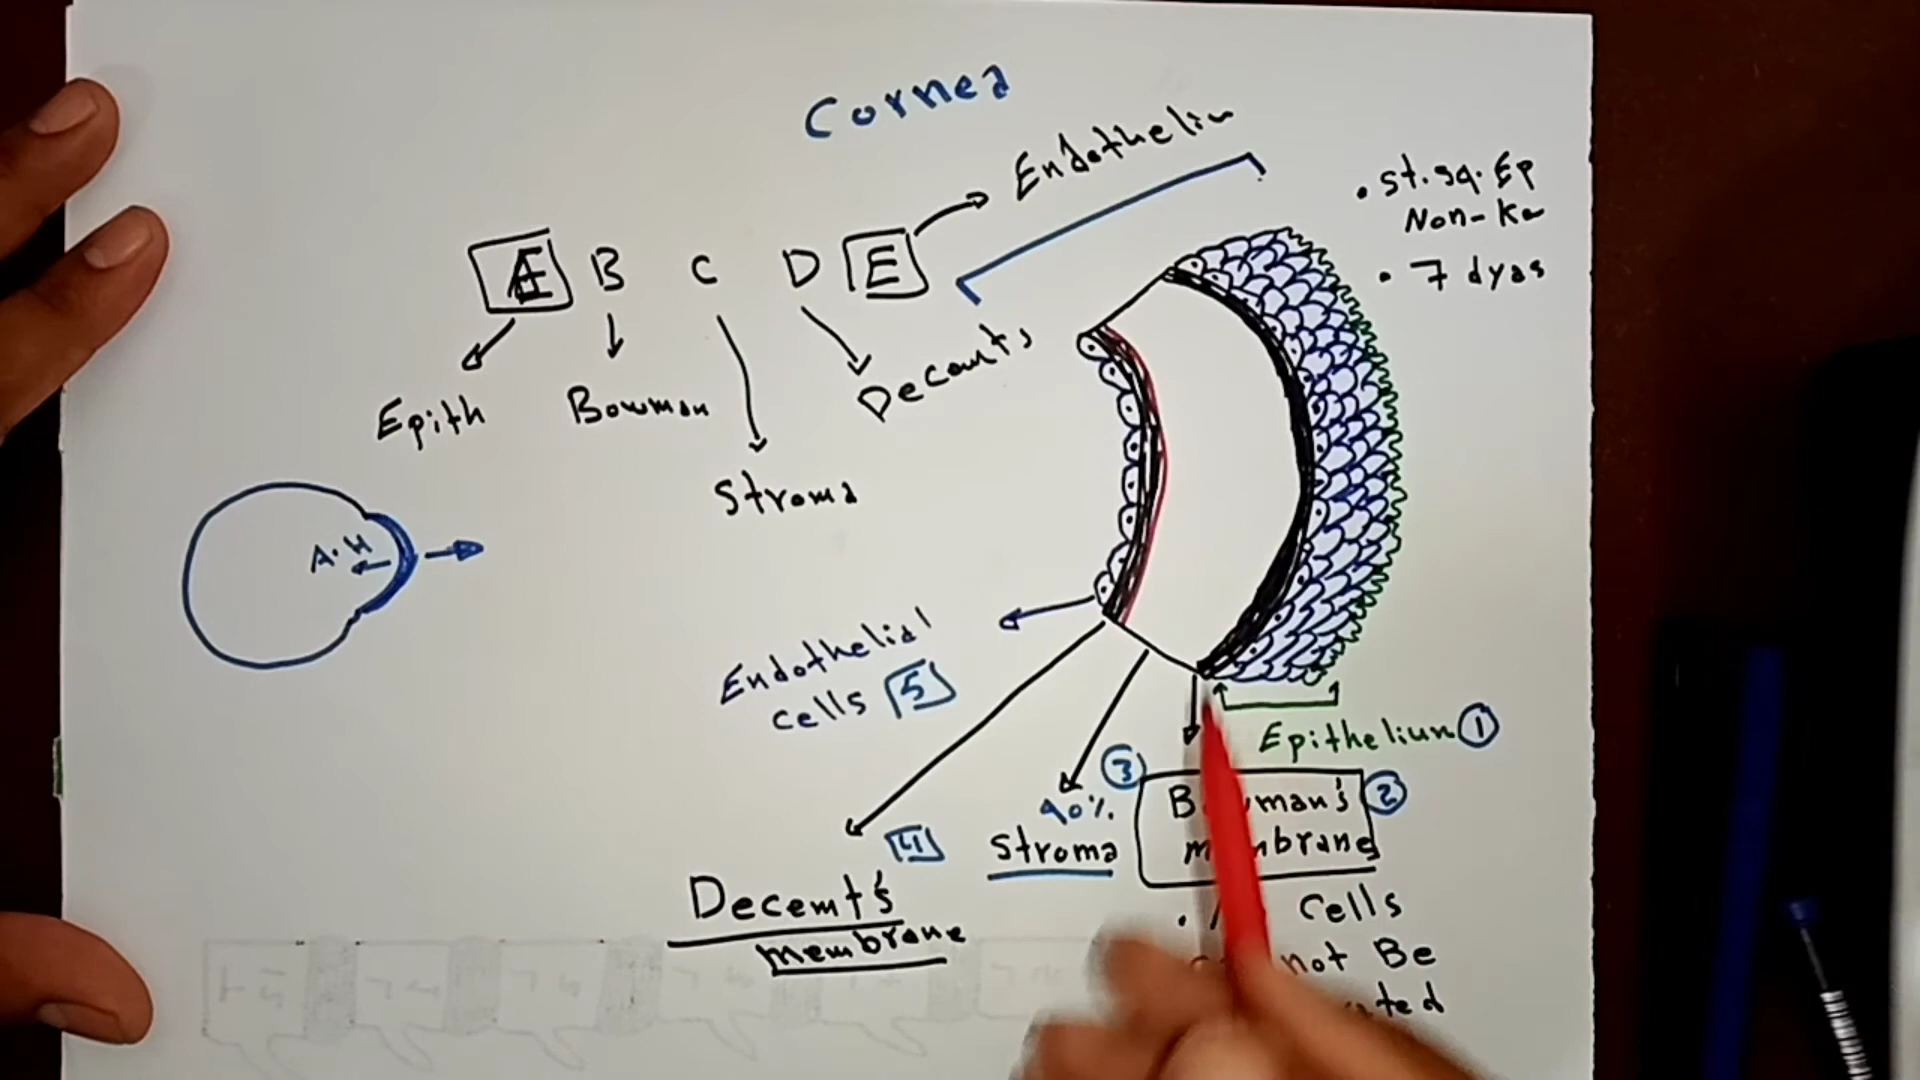 Cornea
Endothelium
• st. sq. Ep
Non-Ke
• 7 dyas
A B C D E
Epith
Bowman
Stroma
Decemts
A.H
Endothelial
cells 5
Epithelium 1
3
90%
Stroma
Bowman's 2
membrane
4
Decemt's
membrane
Cells
not Be